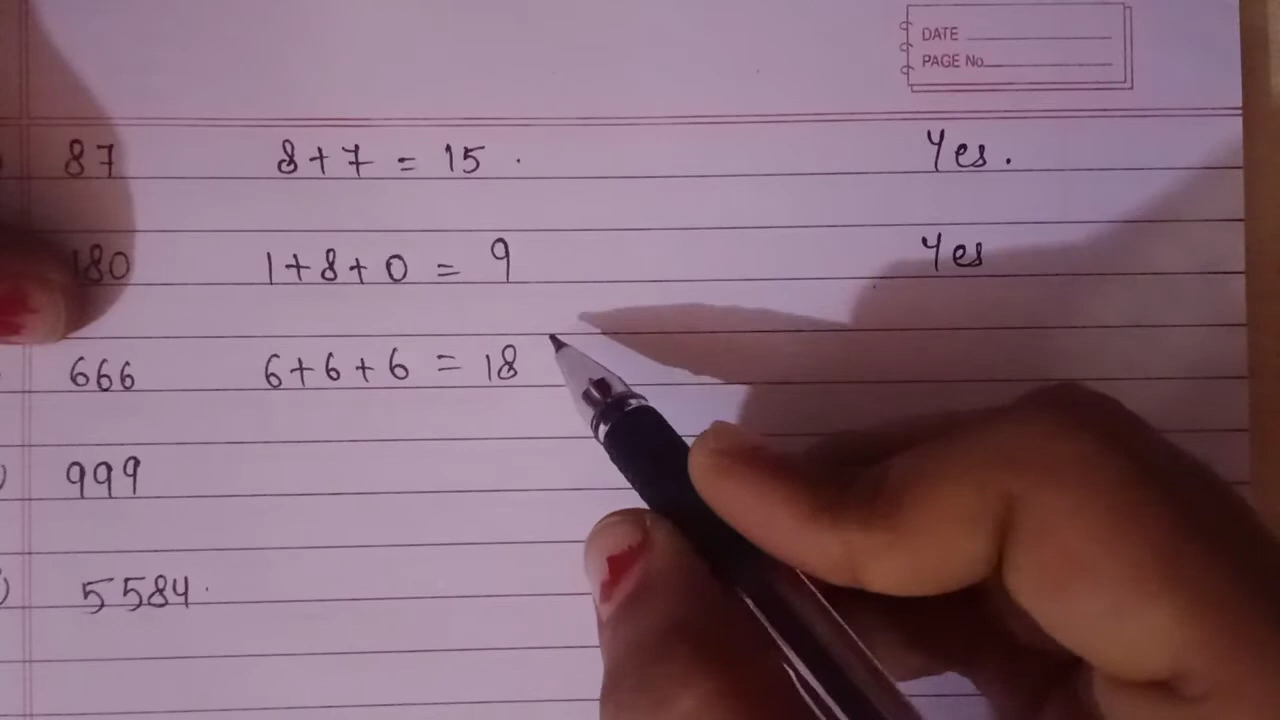 DATE
PAGE No.
87 8+7 = 15 . Yes.
180 1+8+0 = 9 Yes
666 6+6+6 = 18
999
5584.